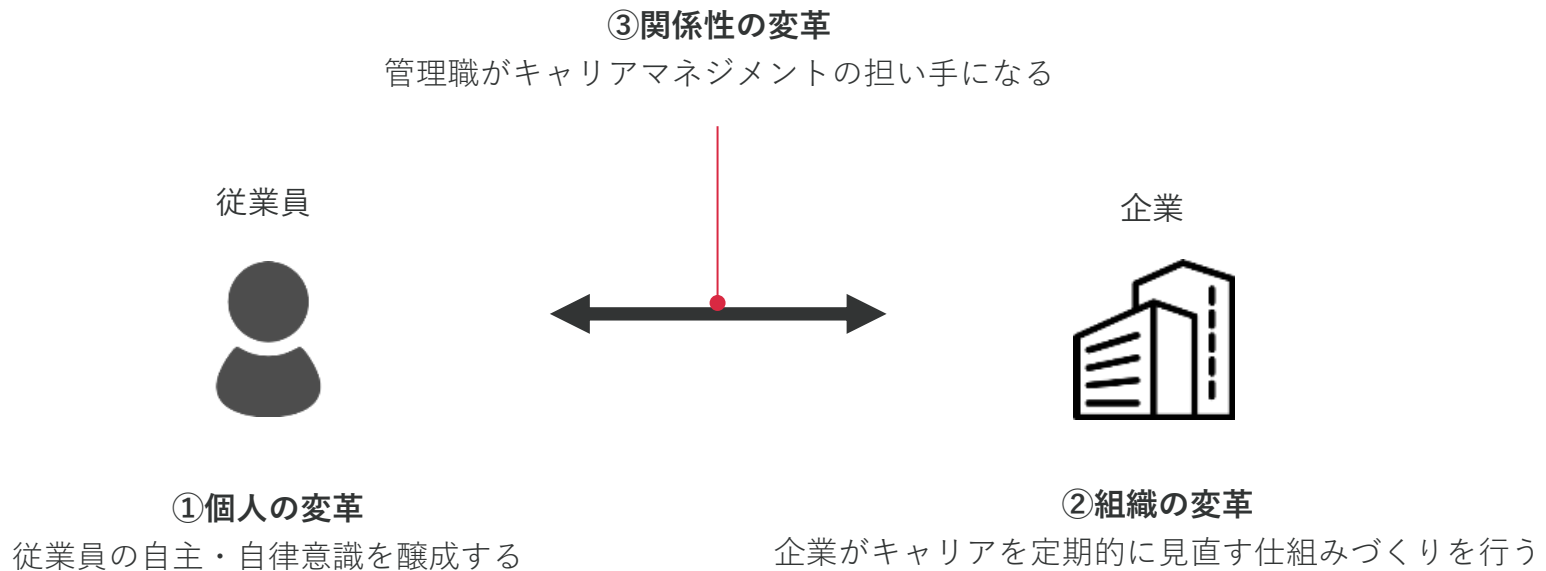 ③関係性の変革
管理職がキャリアマネジメントの担い手になる
従業員
企業
①個人の変革
従業員の自主・自律意識を醸成する
②組織の変革
企業がキャリアを定期的に見直す仕組みづくりを行う